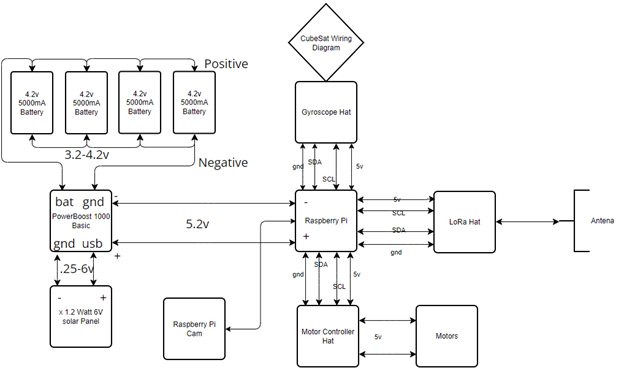 CubeSat Wiring
Diagram
Positive
4.2v
5000mA
Battery
4.2v
5000mA
Battery
4.2v
5000mA
Battery
4.2v
5000mA
Battery
Gyroscope Hat
3.2-4.2v
Negative
gnd
SDA
SCL
5v
bat gnd
-
PowerBoost 1000
Basic
gnd usb
+
5.2v
-
Raspberry Pi
+
5v
SCL
SDA
gnd
LoRa Hat
Antena
.25-6v
- +
x 1.2 Watt 6V
solar Panel
gnd
SDA
SCL
5v
Raspberry Pi
Cam
Motor Controller
Hat
5v
Motors